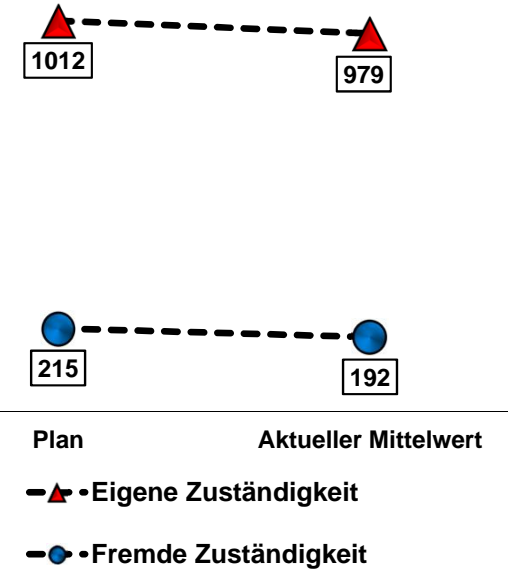 1012
979
215
192
Plan Aktueller Mittelwert
Eigene Zuständigkeit
Fremde Zuständigkeit